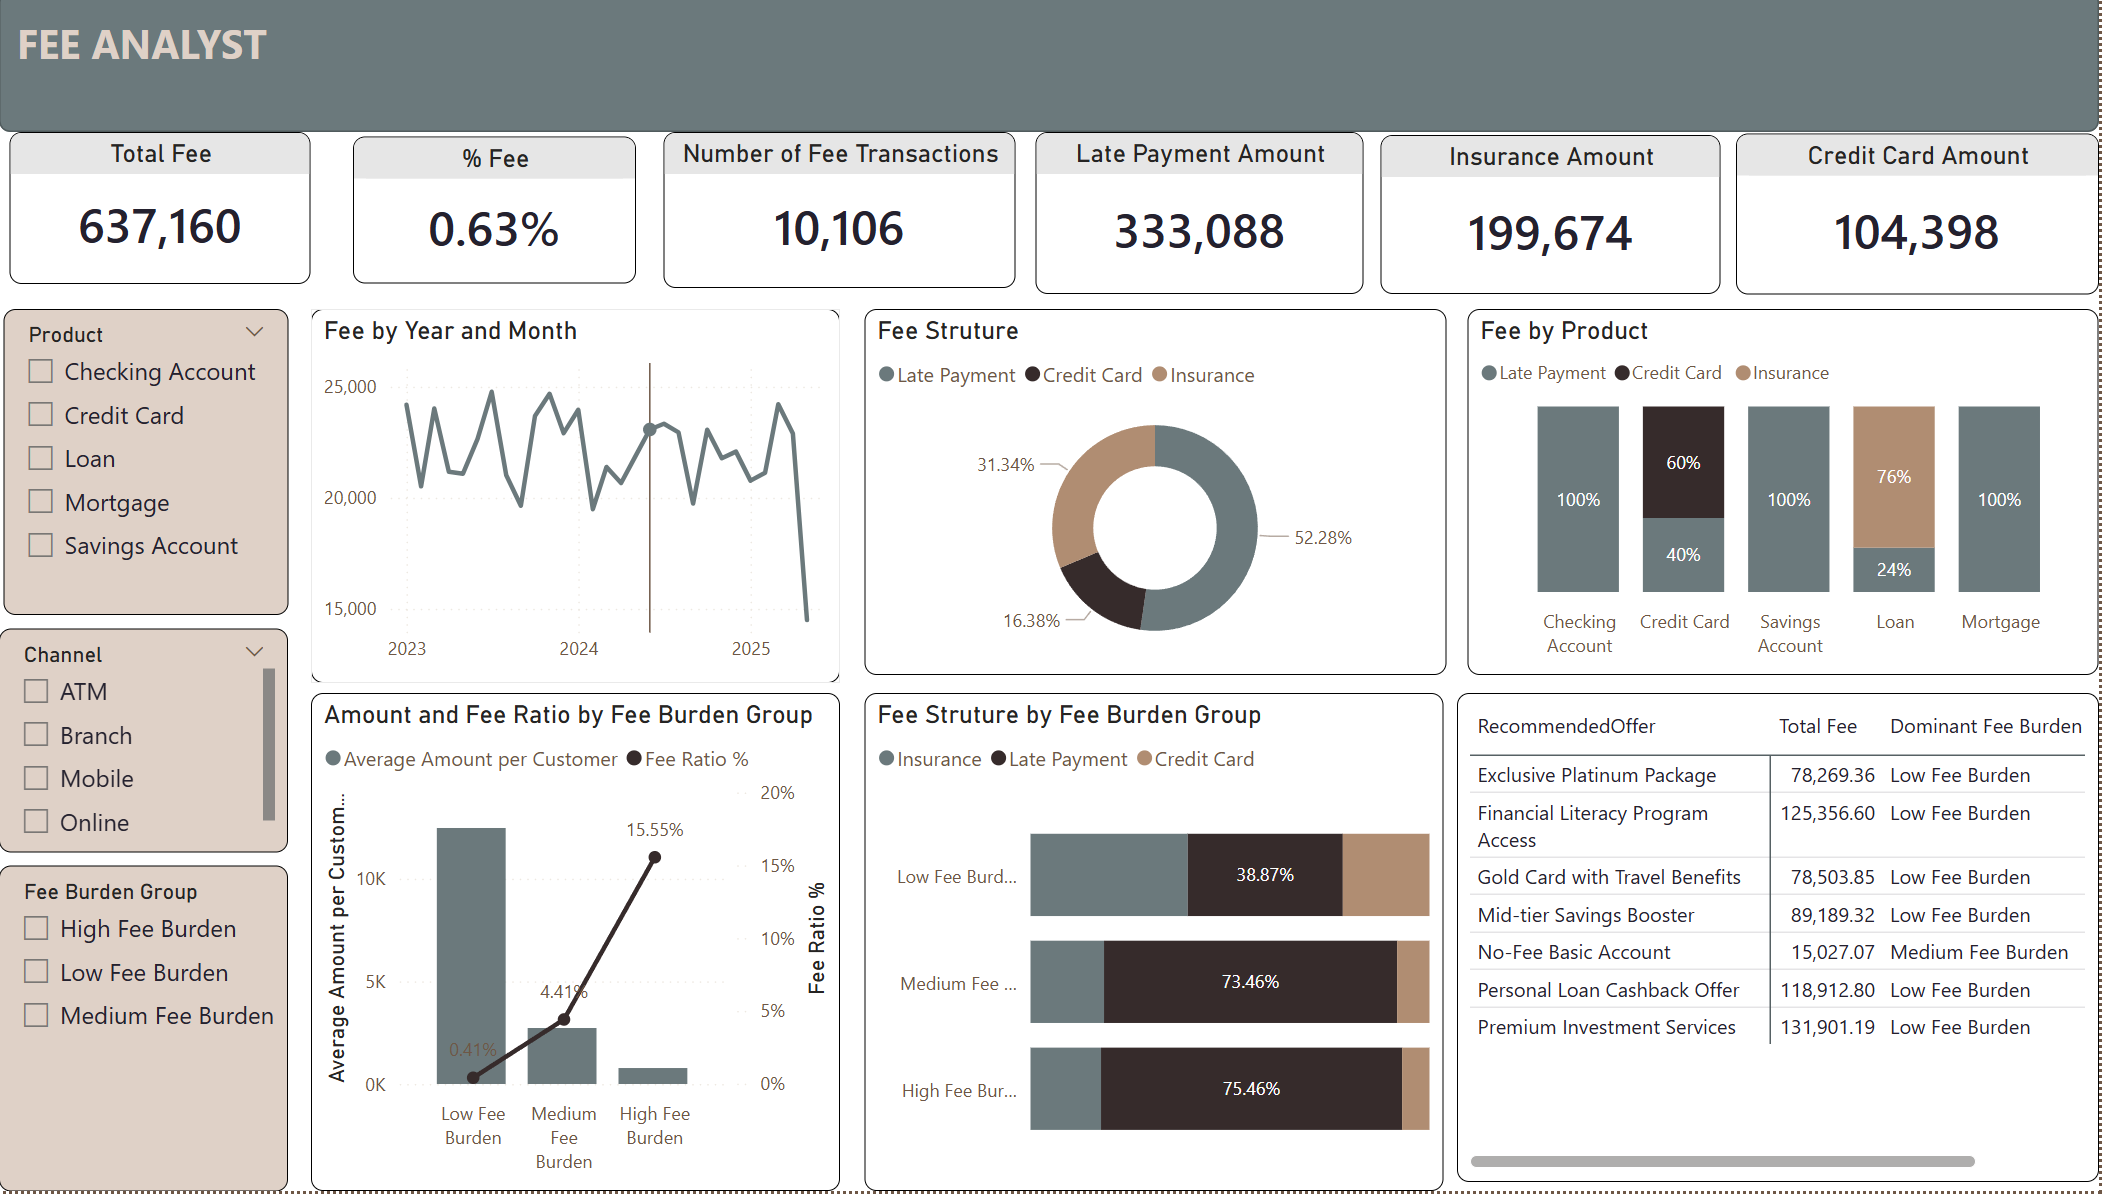 FEE ANALYST
Total Fee
637,160
% Fee
0.63%
Number of Fee Transactions
10,106
Late Payment Amount
333,088
Insurance Amount
199,674
Credit Card Amount
104,398
Product
Checking Account
Credit Card
Loan
Mortgage
Savings Account
Channel
ATM
Branch
Mobile
Online
Fee Burden Group
High Fee Burden
Low Fee Burden
Medium Fee Burden
Fee by Year and Month
25,000
20,000
15,000
2023 2024 2025
Fee Struture
Late Payment Credit Card Insurance
31.34%
52.28%
16.38%
Fee by Product
Late Payment Credit Card Insurance
60%
76%
100% 100% 100%
40%
24%
Checking Account
Credit Card
Savings Account
Loan
Mortgage
Amount and Fee Ratio by Fee Burden Group
Average Amount per Customer Fee Ratio %
Average Amount per Custom...
10K
5K
0K
20%
15%
10%
5%
0%
Fee Ratio %
15.55%
4.41%
0.41%
Low Fee
Burden
Medium
Fee
Burden
High Fee
Burden
Fee Struture by Fee Burden Group
Insurance Late Payment Credit Card
Low Fee Burd... 38.87%
Medium Fee ... 73.46%
High Fee Bur... 75.46%
RecommendedOffer Total Fee Dominant Fee Burden
Exclusive Platinum Package 78,269.36 Low Fee Burden
Financial Literacy Program 125,356.60 Low Fee Burden
Access
Gold Card with Travel Benefits 78,503.85 Low Fee Burden
Mid-tier Savings Booster 89,189.32 Low Fee Burden
No-Fee Basic Account 15,027.07 Medium Fee Burden
Personal Loan Cashback Offer 118,912.80 Low Fee Burden
Premium Investment Services 131,901.19 Low Fee Burden